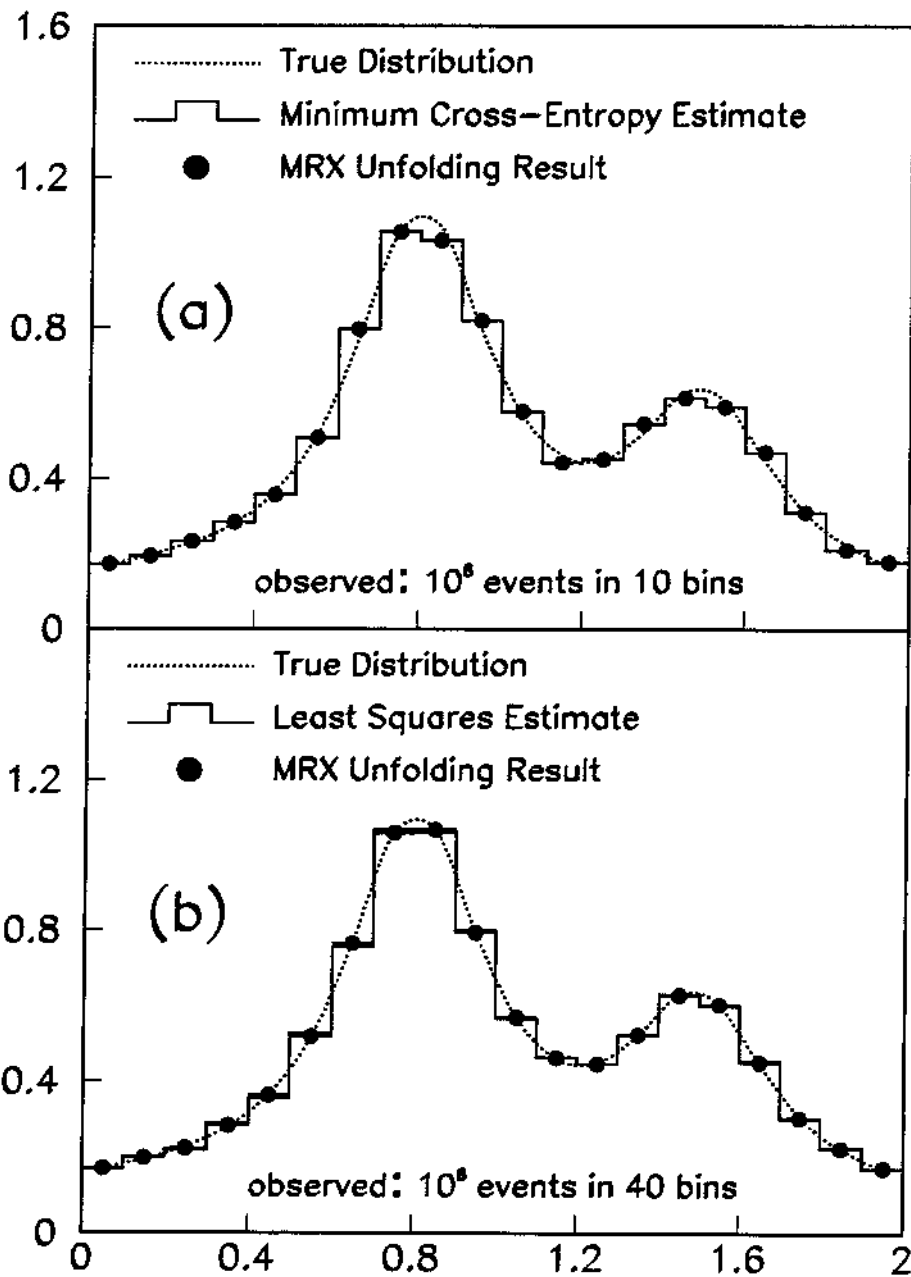 1.6
True Distribution
Minimum Cross-Entropy Estimate
1.2
MRX Unfolding Result
(a)
0.8
0.4
observed: 10⁶ events in 10 bins
0
True Distribution
Least Squares Estimate
1.2
MRX Unfolding Result
(b)
0.8
0.4
observed: 10⁶ events in 40 bins
0
0 0.4 0.8 1.2 1.6 2